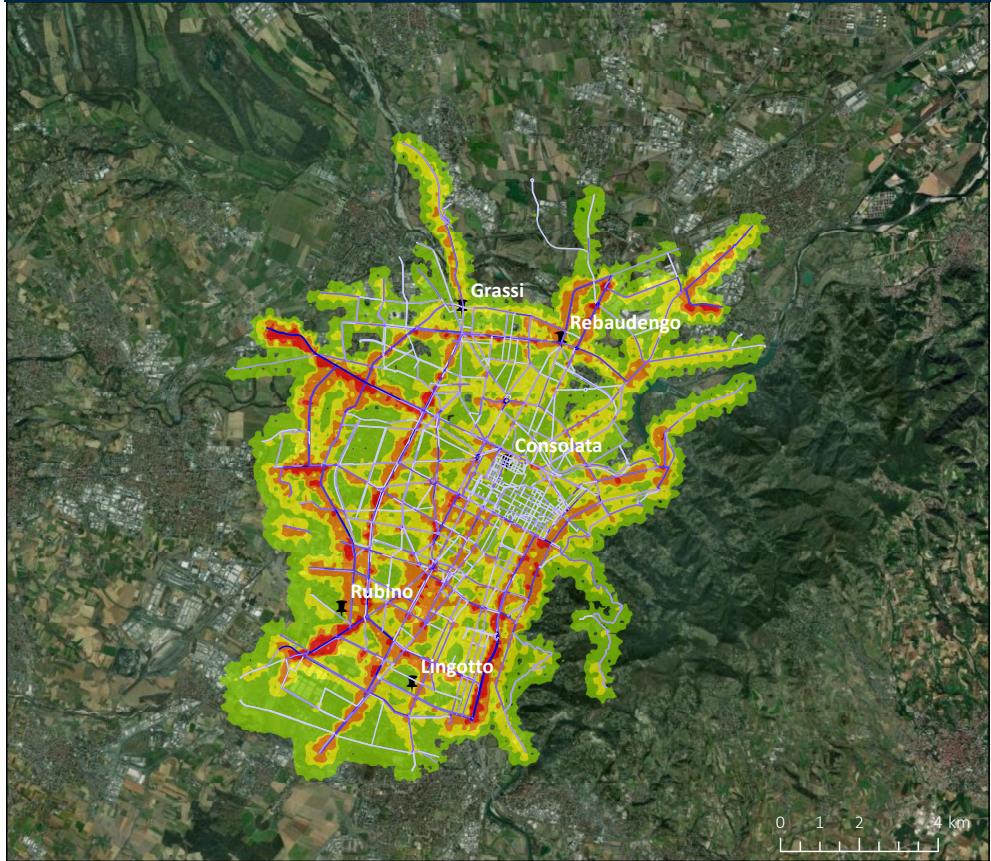 Grassi
Rebaudengo
Consolata
Rubino
Lingotto
0 1 2 4 km